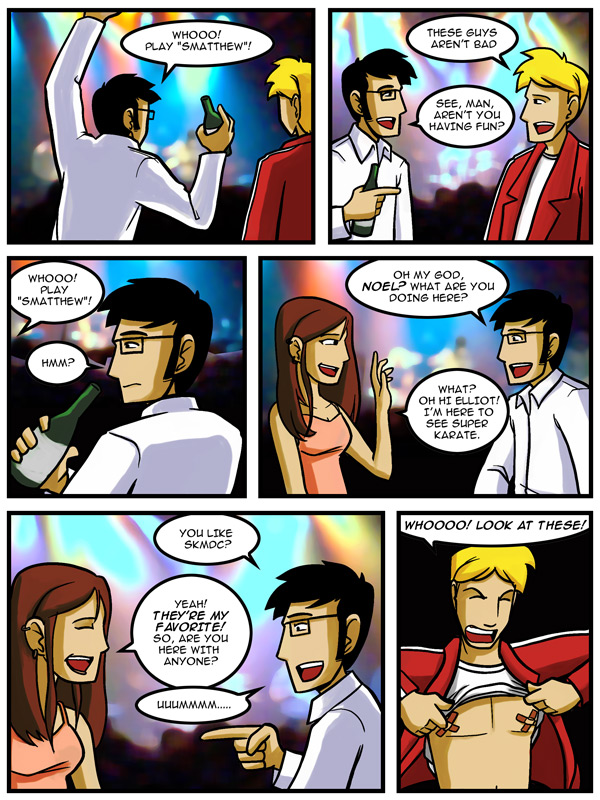 WHOOO!
PLAY "SMATTHEW"!
THESE GUYS
AREN'T BAD
SEE, MAN,
AREN'T YOU
HAVING FUN?
WHOOO!
PLAY
"SMATTHEW"!
HMM?
OH MY GOD,
NOEL? WHAT ARE YOU
DOING HERE?
WHAT?
OH HI ELLIOT!
I'M HERE TO
SEE SUPER
KARATE.
YOU LIKE
SKMDC?
YEAH!
THEY'RE MY
FAVORITE!
SO, ARE YOU
HERE WITH
ANYONE?
UUUMMMM.....
WHOOOO! LOOK AT THESE!